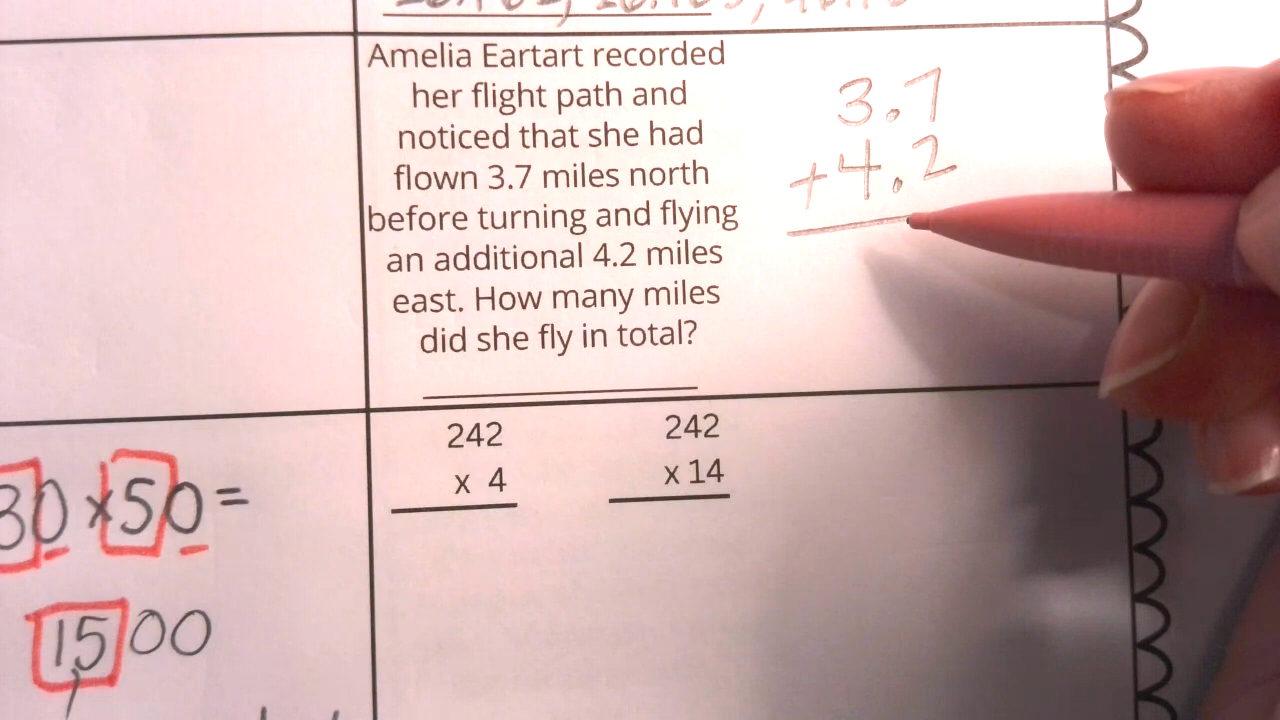 Amelia Eartart recorded
her flight path and
noticed that she had
flown 3.7 miles north
before turning and flying
an additional 4.2 miles
east. How many miles
did she fly in total?
3.7
+4.2
30 x 50 =
1500
242
x 4
242
x 14